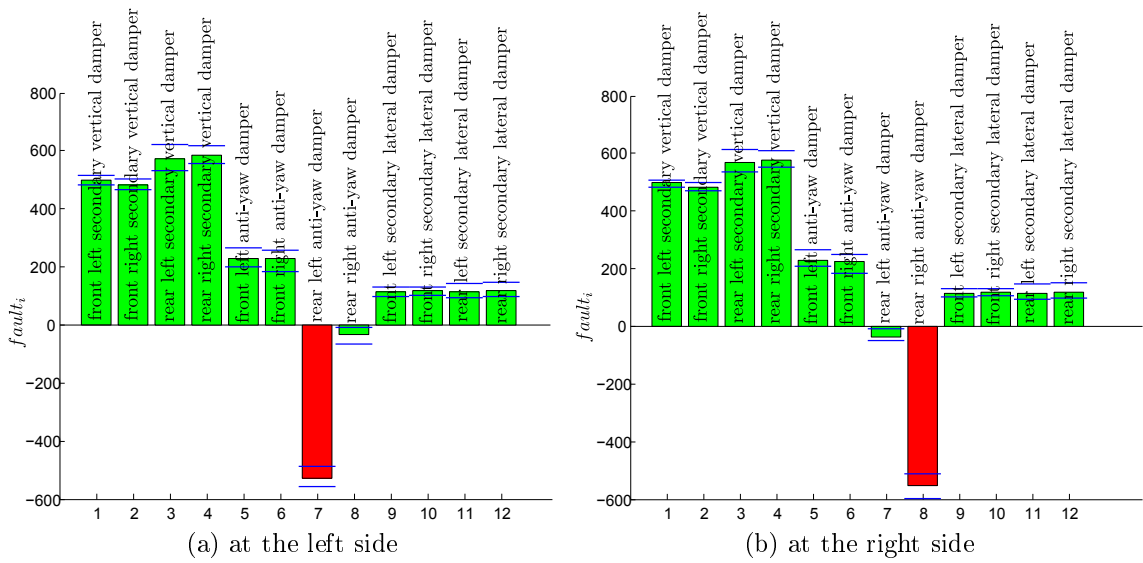 800
600
400
200
0
−200
−400
−600
fault_i
front left secondary vertical damper
front right secondary vertical damper
rear left secondary vertical damper
rear right secondary vertical damper
front left anti-yaw damper
front right anti-yaw damper
rear left anti-yaw damper
rear right anti-yaw damper
front left secondary lateral damper
front right secondary lateral damper
rear left secondary lateral damper
rear right secondary lateral damper
1 2 3 4 5 6 7 8 9 10 11 12
(a) at the left side
800
600
400
200
0
−200
−400
−600
fault_i
front left secondary vertical damper
front right secondary vertical damper
rear left secondary vertical damper
rear right secondary vertical damper
front left anti-yaw damper
front right anti-yaw damper
rear left anti-yaw damper
rear right anti-yaw damper
front left secondary lateral damper
front right secondary lateral damper
rear left secondary lateral damper
rear right secondary lateral damper
1 2 3 4 5 6 7 8 9 10 11 12
(b) at the right side